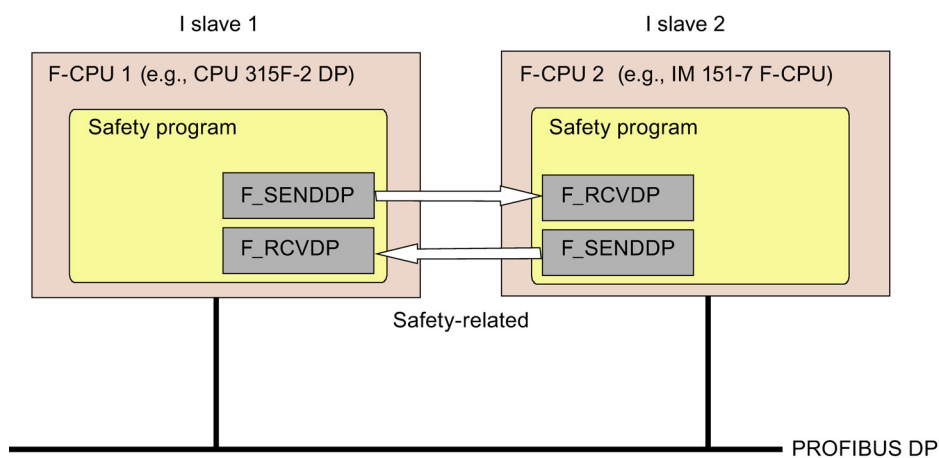 I slave 1
I slave 2
F-CPU 1 (e.g., CPU 315F-2 DP)
F-CPU 2 (e.g., IM 151-7 F-CPU)
Safety program
Safety program
F_SENDDP
F_RCVDP
F_RCVDP
F_SENDDP
Safety-related
PROFIBUS DP